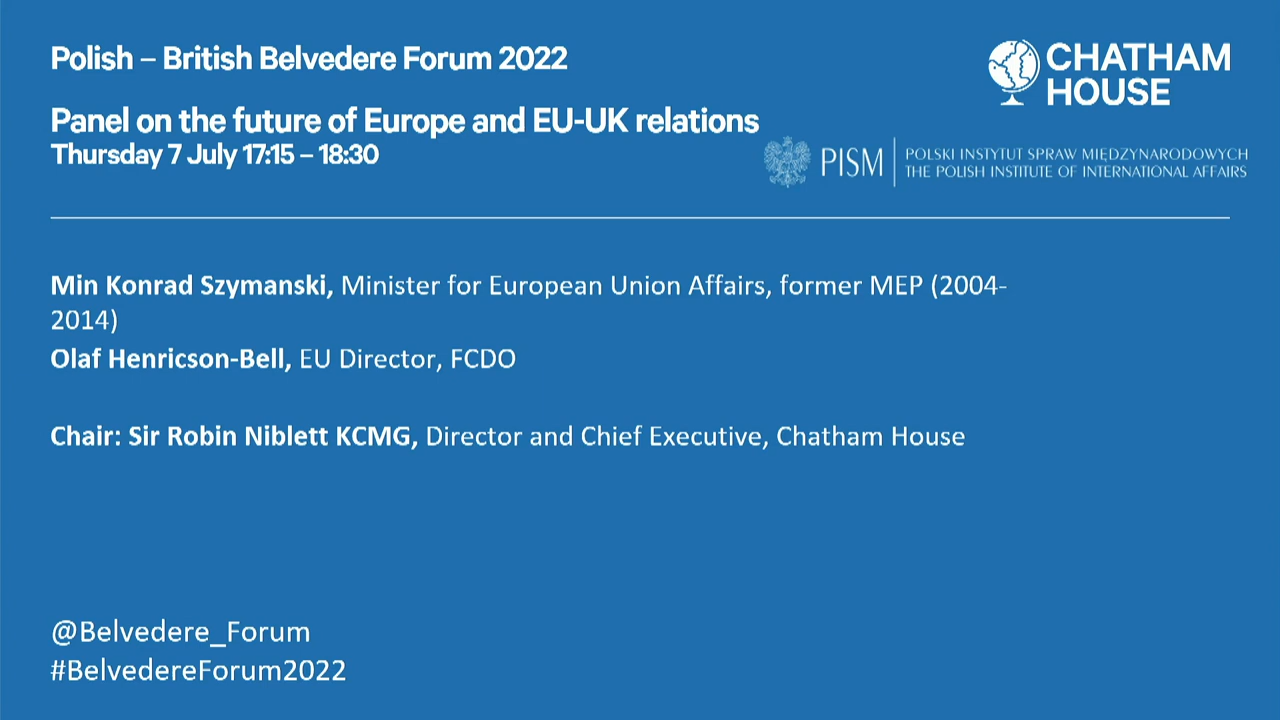 Polish – British Belvedere Forum 2022
CHATHAM
HOUSE
Panel on the future of Europe and EU-UK relations
Thursday 7 July 17:15 – 18:30
PISM
POLSKI INSTYTUT SPRAW MIĘDZYNARODOWYCH
THE POLISH INSTITUTE OF INTERNATIONAL AFFAIRS
Min Konrad Szymanski, Minister for European Union Affairs, former MEP (2004-
2014)
Olaf Henricson-Bell, EU Director, FCDO
Chair: Sir Robin Niblett KCMG, Director and Chief Executive, Chatham House
@Belvedere_Forum
#BelvedereForum2022